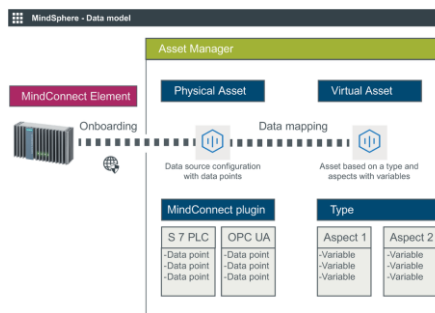 MindSphere - Data model
Asset Manager
MindConnect Element
Physical Asset
Virtual Asset
Onboarding
Data mapping
Data source configuration
with data points
Asset based on a type and
aspects with variables
MindConnect plugin
Type
S 7 PLC
-Data point
-Data point
-Data point
OPC UA
-Data point
-Data point
-Data point
Aspect 1
-Variable
-Variable
-Variable
Aspect 2
-Variable
-Variable
-Variable